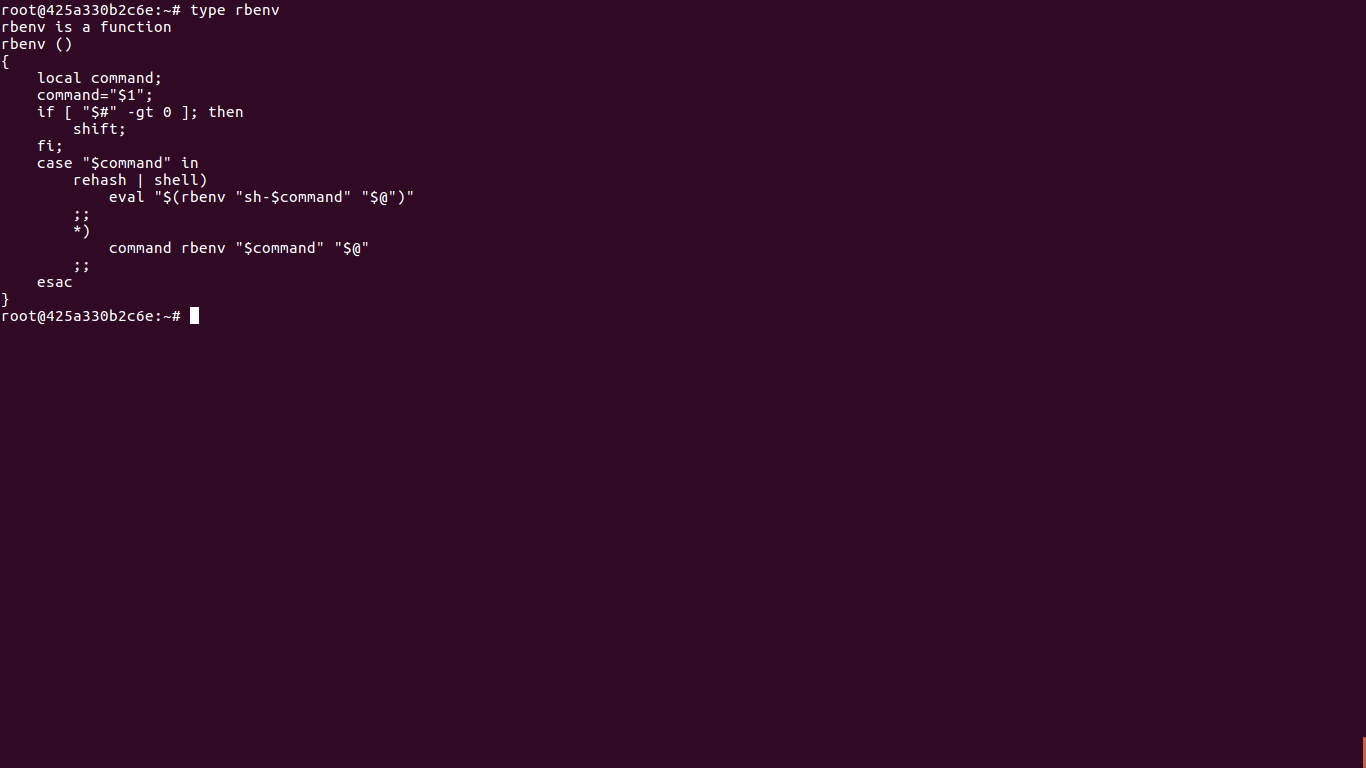 root@425a330b2c6e:~# type rbenv
rbenv is a function
rbenv ()
{
    local command;
    command="$1";
    if [ "$#" -gt 0 ]; then
        shift;
    fi;
    case "$command" in
        rehash | shell)
            eval "$(rbenv "sh-$command" "$@")"
        ;;
        *)
            command rbenv "$command" "$@"
        ;;
    esac
}
root@425a330b2c6e:~#